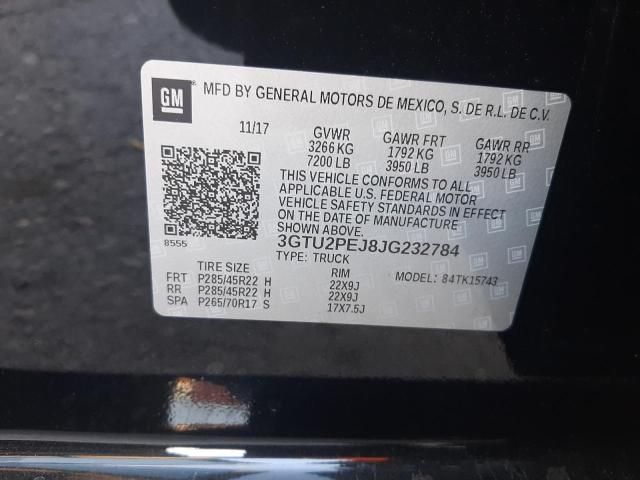 GM
MFD BY GENERAL MOTORS DE MEXICO, S. DE R.L. DE C.V.
11/17 GVWR GAWR FRT GAWR RR
3266 KG 1792 KG 1792 KG
7200 LB 3950 LB 3950 LB
THIS VEHICLE CONFORMS TO ALL
APPLICABLE U.S. FEDERAL MOTOR
VEHICLE SAFETY STANDARDS IN EFFECT
ON THE DATE OF MANUFACTURE
SHOWN ABOVE.
8555 3GTU2PEJ8JG232784
TYPE: TRUCK
TIRE SIZE RIM MODEL: 84TK15743
FRT P285/45R22 H 22X9J
RR P285/45R22 H 22X9J
SPA P265/70R17 S 17X7.5J